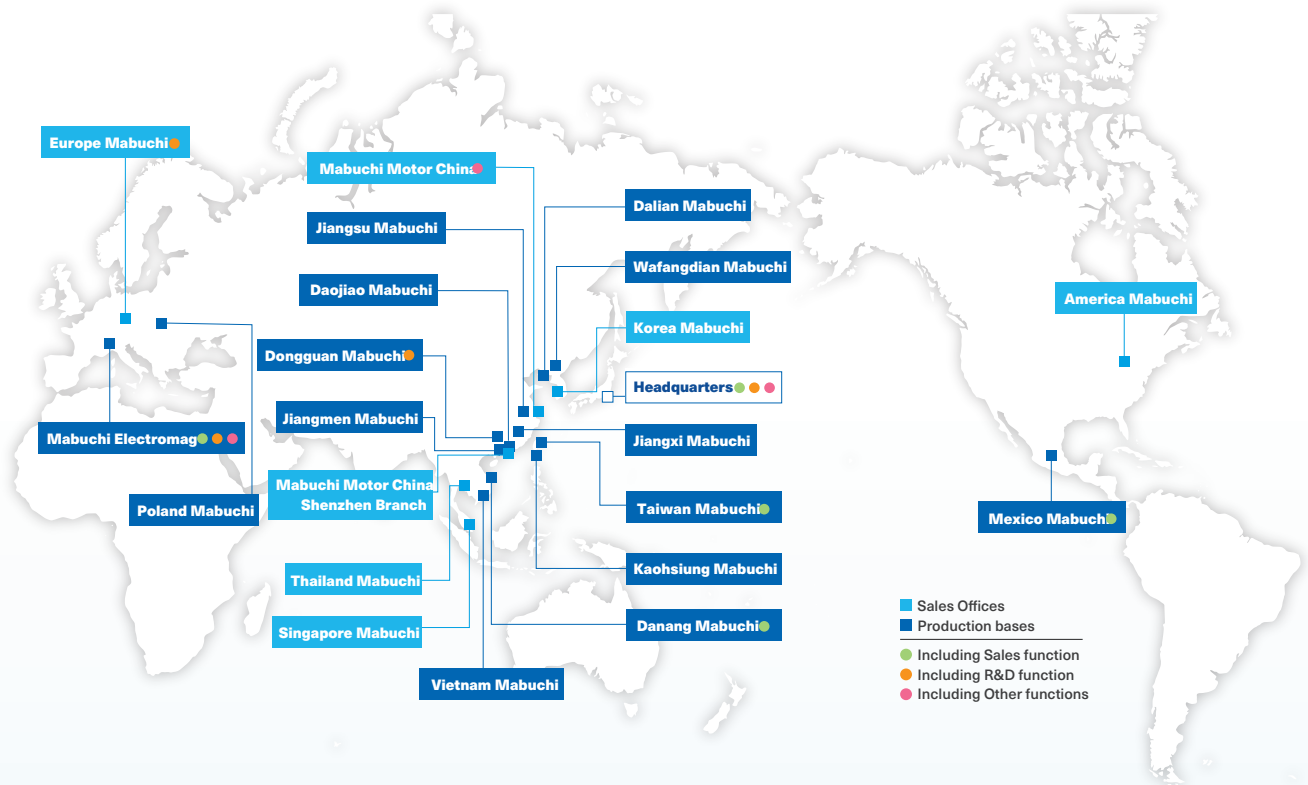 Europe Mabuchi
Mabuchi Motor China
Jiangsu Mabuchi
Daojiao Mabuchi
Dongguan Mabuchi
Jiangmen Mabuchi
Mabuchi Electromag
Poland Mabuchi
Mabuchi Motor China
Shenzhen Branch
Thailand Mabuchi
Singapore Mabuchi
Vietnam Mabuchi
Dalian Mabuchi
Wafangdian Mabuchi
Korea Mabuchi
Headquarters
Jiangxi Mabuchi
Taiwan Mabuchi
Kaohsiung Mabuchi
Danang Mabuchi
America Mabuchi
Mexico Mabuchi
Sales Offices
Production bases
Including Sales function
Including R&D function
Including Other functions